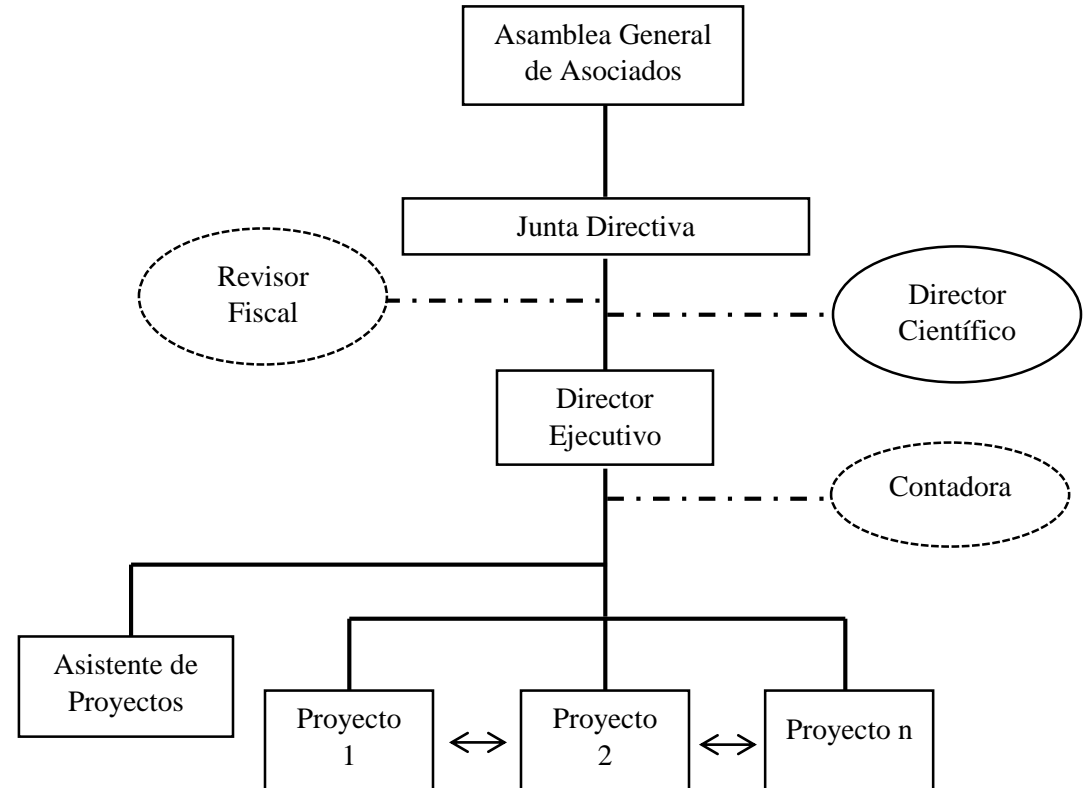 Asamblea General
de Asociados
Junta Directiva
Revisor
Fiscal
Director
Científico
Director
Ejecutivo
Contadora
Asistente de
Proyectos
Proyecto
1
Proyecto
2
Proyecto n